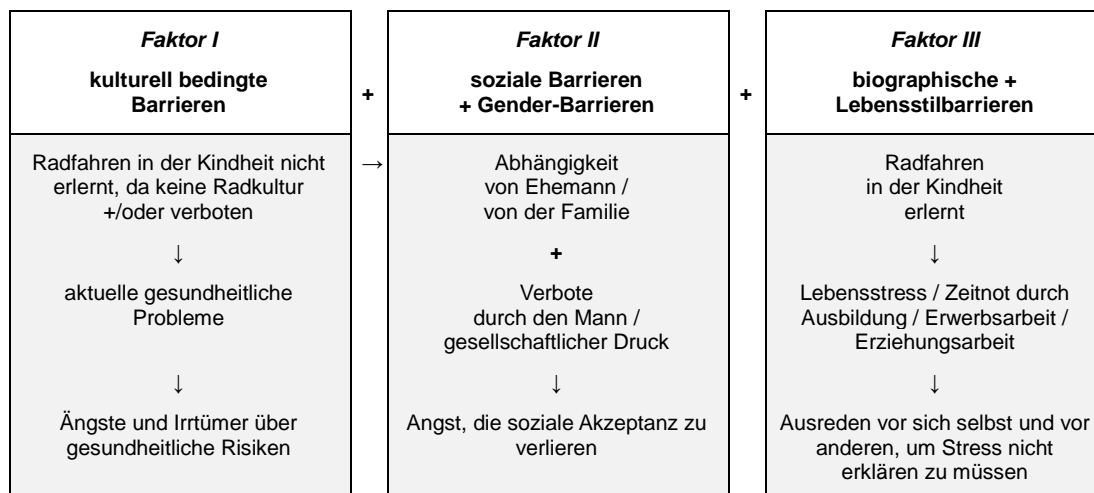 Faktor I
kulturell bedingte
Barrieren
+
Faktor II
soziale Barrieren
+ Gender-Barrieren
+
Faktor III
biographische +
Lebensstilbarrieren
Radfahren in der Kindheit nicht
erlernt, da keine Radkultur
+/oder verboten
↓
aktuelle gesundheitliche
Probleme
↓
Ängste und Irrtümer über
gesundheitliche Risiken
→
Abhängigkeit
von Ehemann /
von der Familie
+
Verbote
durch den Mann /
gesellschaftlicher Druck
↓
Angst, die soziale Akzeptanz zu
verlieren
Radfahren
in der Kindheit
erlernt
↓
Lebensstress / Zeitnot durch
Ausbildung / Erwerbsarbeit /
Erziehungsarbeit
↓
Ausreden vor sich selbst und vor
anderen, um Stress nicht
erklären zu müssen